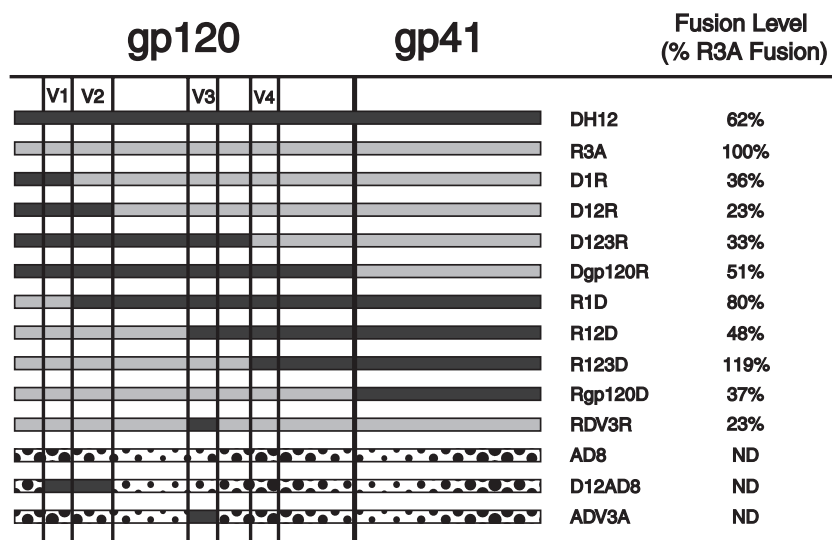 gp120 gp41 Fusion Level
(% R3A Fusion)
V1 V2 V3 V4
DH12 62%
R3A 100%
D1R 36%
D12R 23%
D123R 33%
Dgp120R 51%
R1D 80%
R12D 48%
R123D 119%
Rgp120D 37%
RDV3R 23%
AD8 ND
D12AD8 ND
ADV3A ND